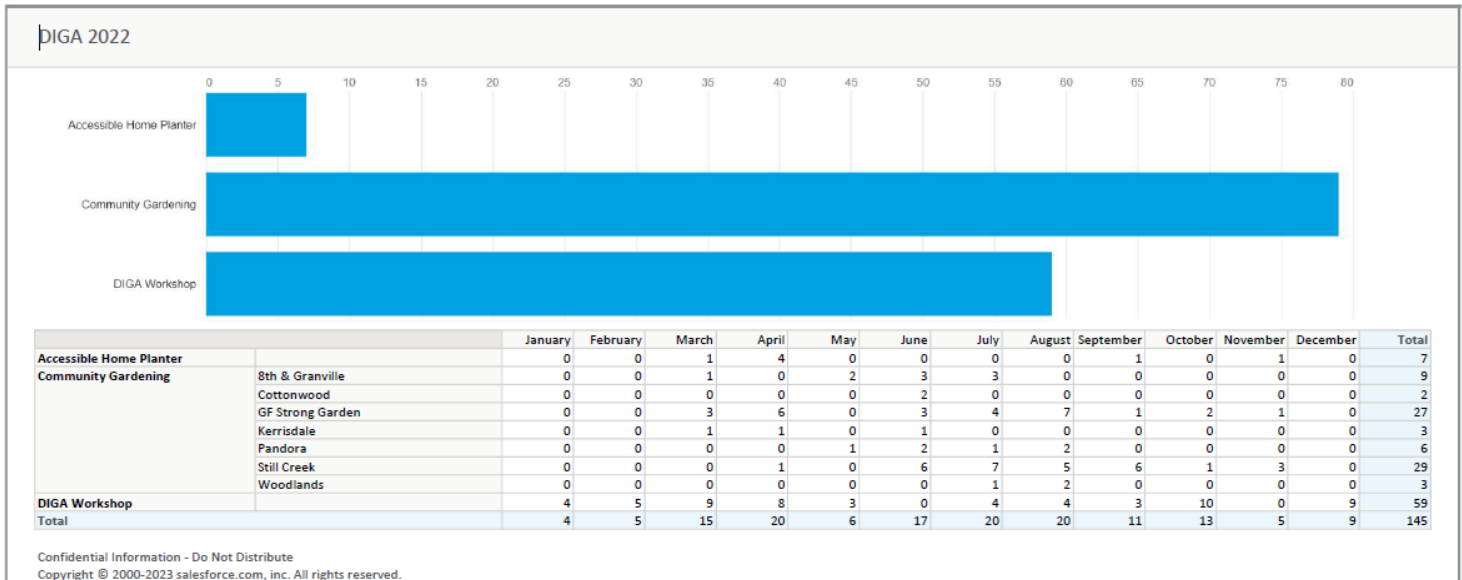 DIGA 2022
0 5 10 15 20 25 30 35 40 45 50 55 60 65 70 75 80
Accessible Home Planter
Community Gardening
DIGA Workshop
January February March April May June July August September October November December Total
Accessible Home Planter 0 0 1 4 0 0 0 0 1 0 1 0 7
Community Gardening 8th & Granville 0 0 1 0 2 3 3 0 0 0 0 0 9
Cottonwood 0 0 0 0 0 2 0 0 0 0 0 0 2
GF Strong Garden 0 0 3 6 0 3 4 7 1 2 1 0 27
Kerrisdale 0 0 1 1 0 1 0 0 0 0 0 0 3
Pandora 0 0 0 0 1 2 1 2 0 0 0 0 6
Still Creek 0 0 0 1 0 6 7 5 6 1 3 0 29
Woodlands 0 0 0 0 0 0 1 2 0 0 0 0 3
DIGA Workshop 4 5 9 8 3 0 4 4 3 10 0 9 59
Total 4 5 15 20 6 17 20 20 11 13 5 9 145
Confidential Information - Do Not Distribute
Copyright © 2000-2023 salesforce.com, inc. All rights reserved.